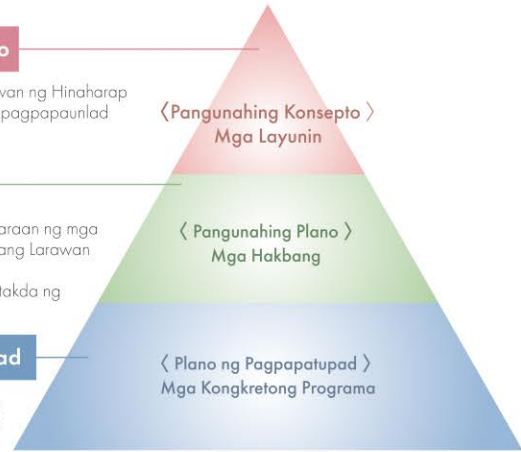 o
wan ng Hinaharap
pagpapaunlad
〈Pangunahing Konsepto〉
Mga Layunin
araan ng mga
ang Larawan
takda ng
〈 Pangunahing Plano 〉
Mga Hakbang
ad
〈 Plano ng Pagpapatupad 〉
Mga Kongkretong Programa